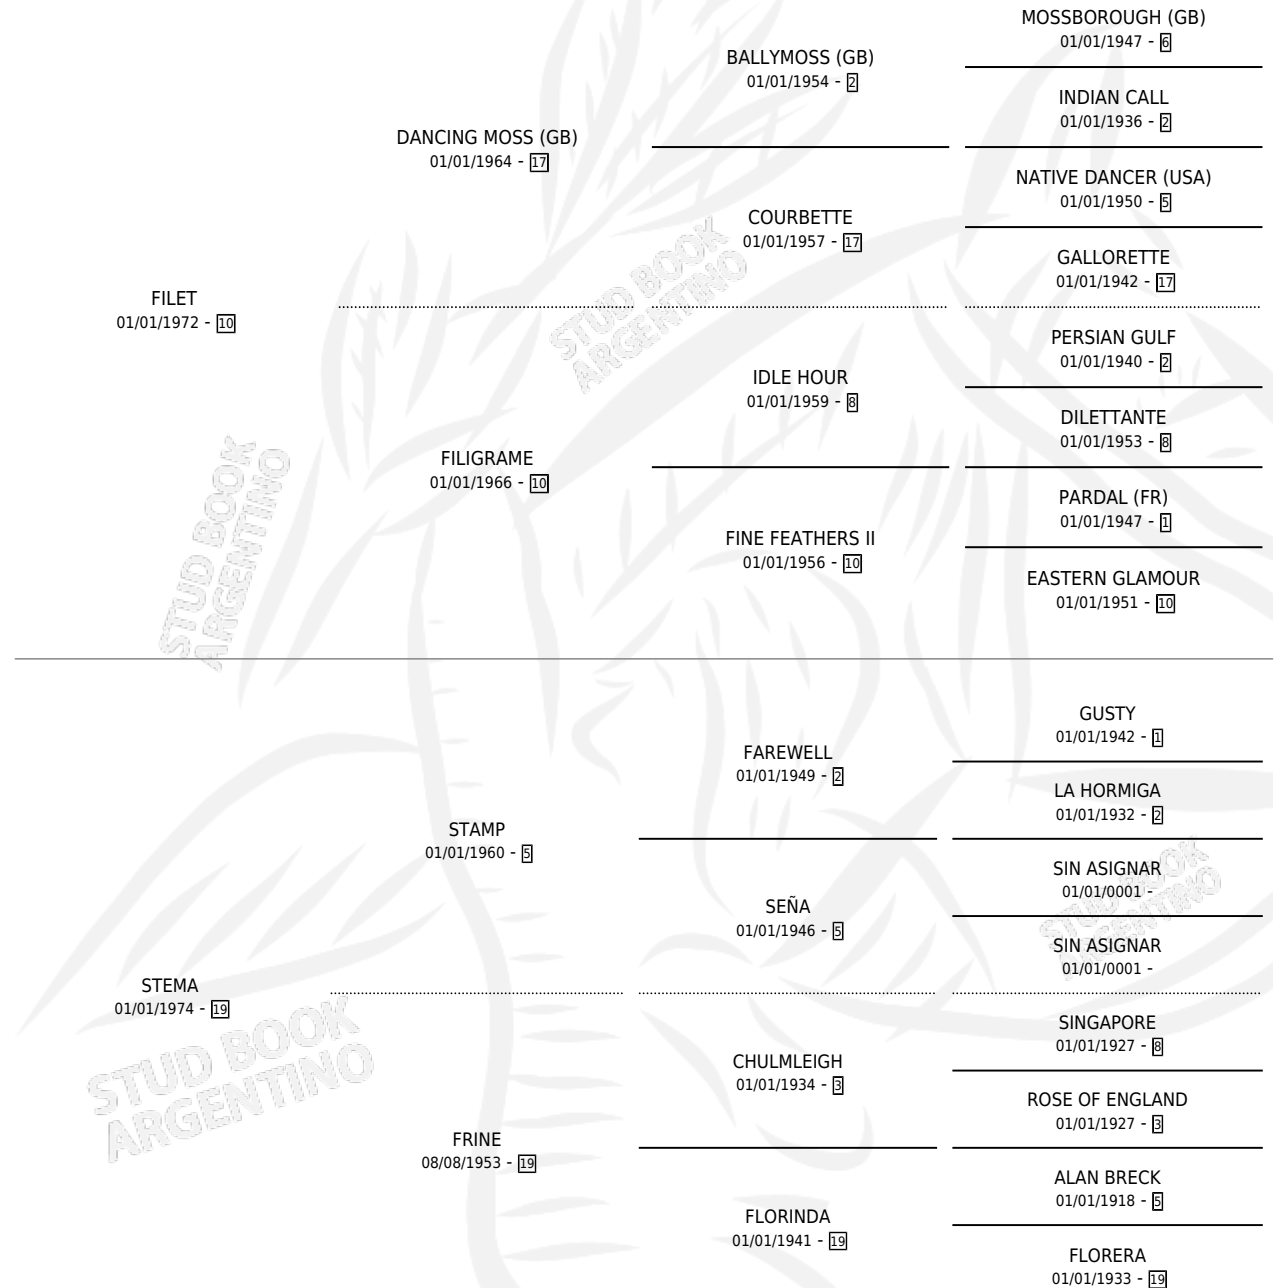 MOSSBOROUGH (GB)
01/01/1947 - 6
BALLYMOSS (GB)
01/01/1954 - 2
INDIAN CALL
01/01/1936 - 2
DANCING MOSS (GB)
01/01/1964 - 17
NATIVE DANCER (USA)
01/01/1950 - 5
COURBETTE
01/01/1957 - 17
GALLORETTE
01/01/1942 - 17
FILET
01/01/1972 - 10
PERSIAN GULF
01/01/1940 - 2
IDLE HOUR
01/01/1959 - 8
DILETTANTE
01/01/1953 - 8
FILIGRAME
01/01/1966 - 10
PARDAL (FR)
01/01/1947 - 1
FINE FEATHERS II
01/01/1956 - 10
EASTERN GLAMOUR
01/01/1951 - 10
GUSTY
01/01/1942 - 1
FAREWELL
01/01/1949 - 2
LA HORMIGA
01/01/1932 - 2
STAMP
01/01/1960 - 5
SIN ASIGNAR
01/01/0001 -
SEÑA
01/01/1946 - 5
SIN ASIGNAR
01/01/0001 -
STEMA
01/01/1974 - 19
SINGAPORE
01/01/1927 - 8
CHULMLEIGH
01/01/1934 - 3
ROSE OF ENGLAND
01/01/1927 - 3
FRINE
08/08/1953 - 19
ALAN BRECK
01/01/1918 - 5
FLORINDA
01/01/1941 - 19
FLORERA
01/01/1933 - 19
STUD BOOK
ARGENTINO
STUD BOOK
ARGENTINO
STUD BOOK
ARGENTINO
STUD BOOK
ARGENTINO